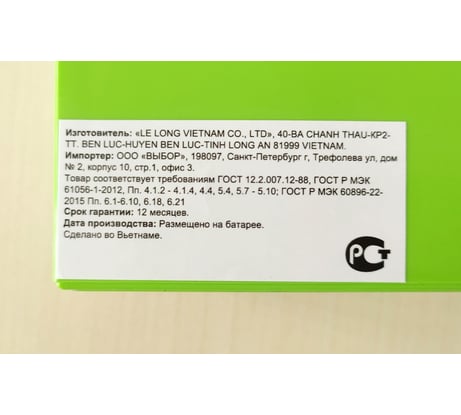 Изготовитель: «LE LONG VIETNAM CO., LTD», 40-BA CHANH THAU-KP2-
TT. BEN LUC-HUYEN BEN LUC-TINH LONG AN 81999 VIETNAM.
Импортер: ООО «ВЫБОР», 198097, Санкт-Петербург г, Трефолева ул, дом
№ 2, корпус 10, стр.1, офис 3.
Товар соответствует требованиям ГОСТ 12.2.007.12-88, ГОСТ Р МЭК
61056-1-2012, Пп. 4.1.2 - 4.1.4, 4.4, 5.4, 5.7 - 5.10; ГОСТ Р МЭК 60896-22-
2015 Пп. 6.1-6.10, 6.18, 6.21
Срок гарантии: 12 месяцев.
Дата производства: Размещено на батарее.
Сделано во Вьетнаме.
РСТ